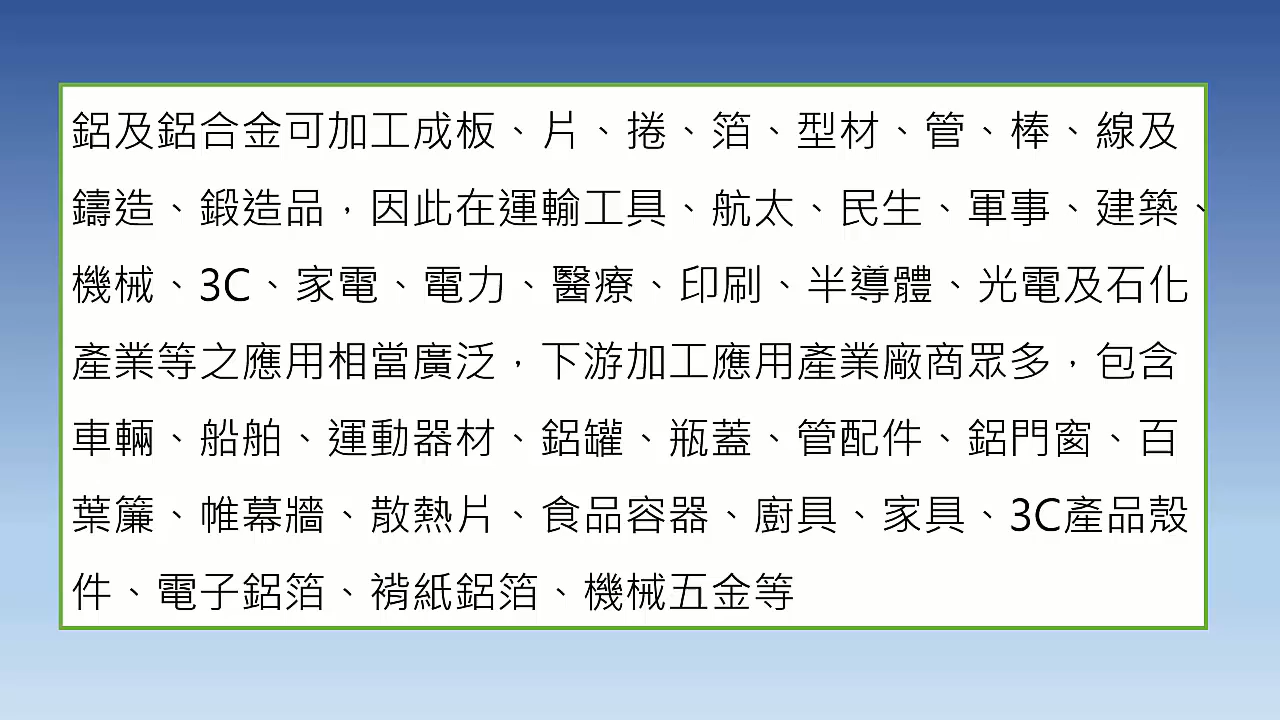 鋁及鋁合金可加工成板、片、捲、箔、型材、管、棒、線及
鑄造、鍛造品，因此在運輸工具、航太、民生、軍事、建築、
機械、3C、家電、電力、醫療、印刷、半導體、光電及石化
產業等之應用相當廣泛，下游加工應用產業廠商眾多，包含
車輛、船舶、運動器材、鋁罐、瓶蓋、管配件、鋁門窗、百
葉簾、帷幕牆、散熱片、食品容器、廚具、家具、3C產品殼
件、電子鋁箔、褙紙鋁箔、機械五金等